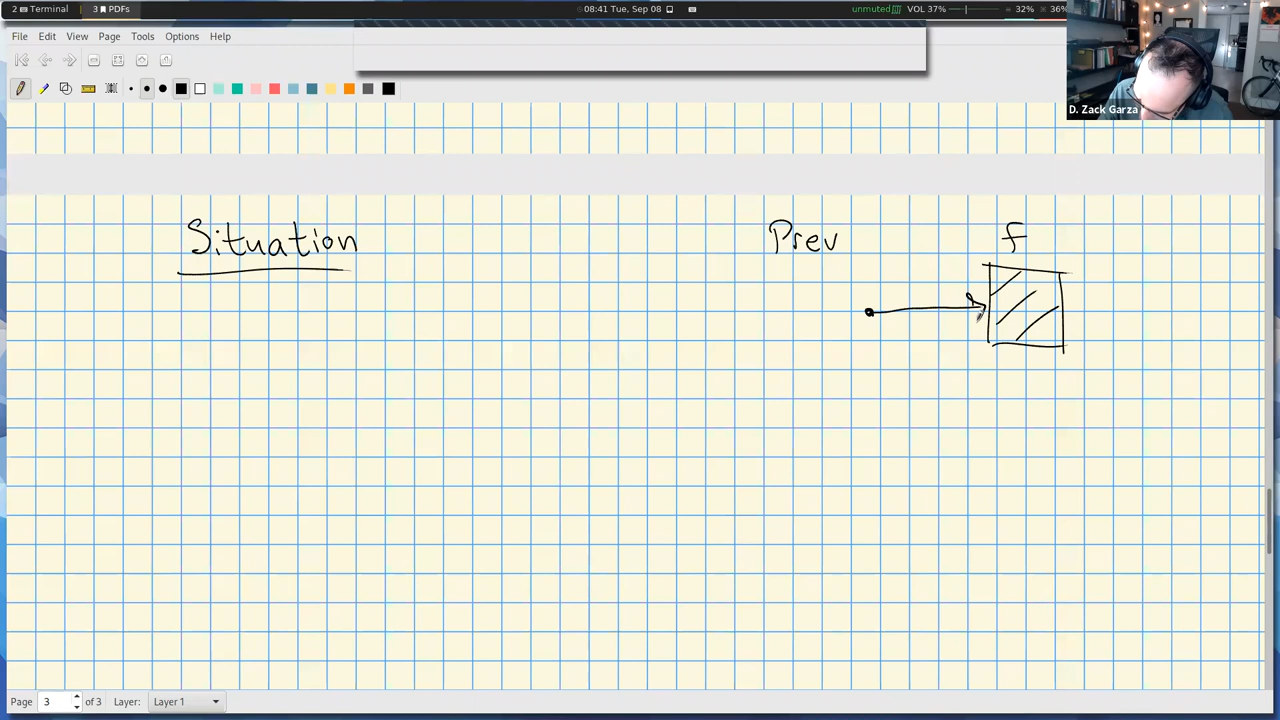 2 Terminal 3 PDFs 08:41 Tue, Sep 08 unmuted VOL 37% 32% 36%
File Edit View Page Tools Options Help
D. Zack Garza
Situation Prev f
Page 3 of 3 Layer: Layer 1